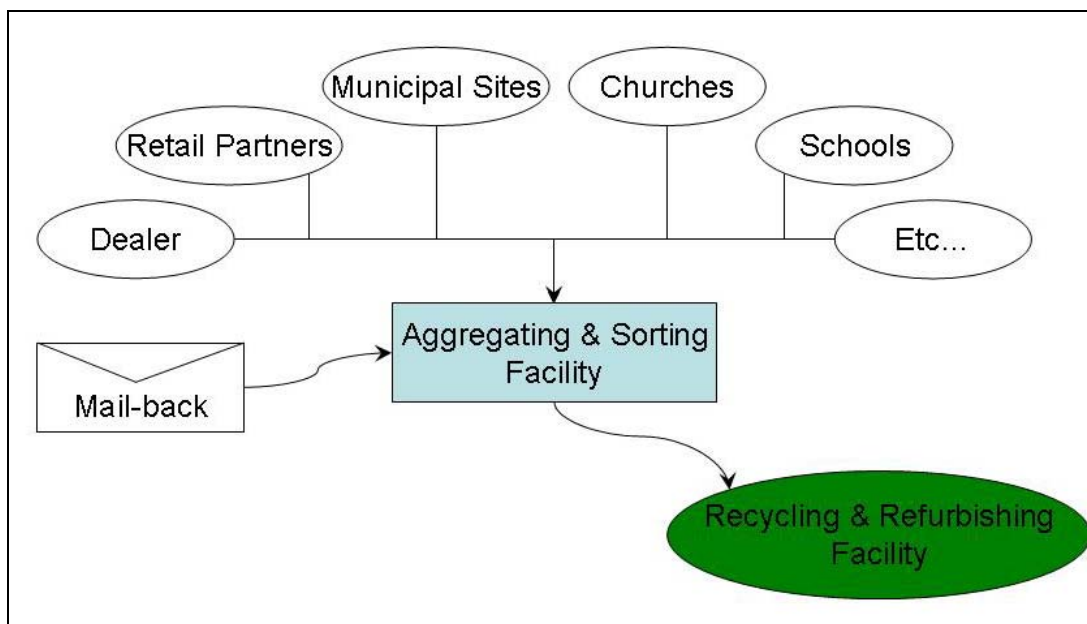 Municipal Sites
Churches
Retail Partners
Schools
Dealer
Etc...
Aggregating & Sorting
Facility
Mail-back
Recycling & Refurbishing
Facility